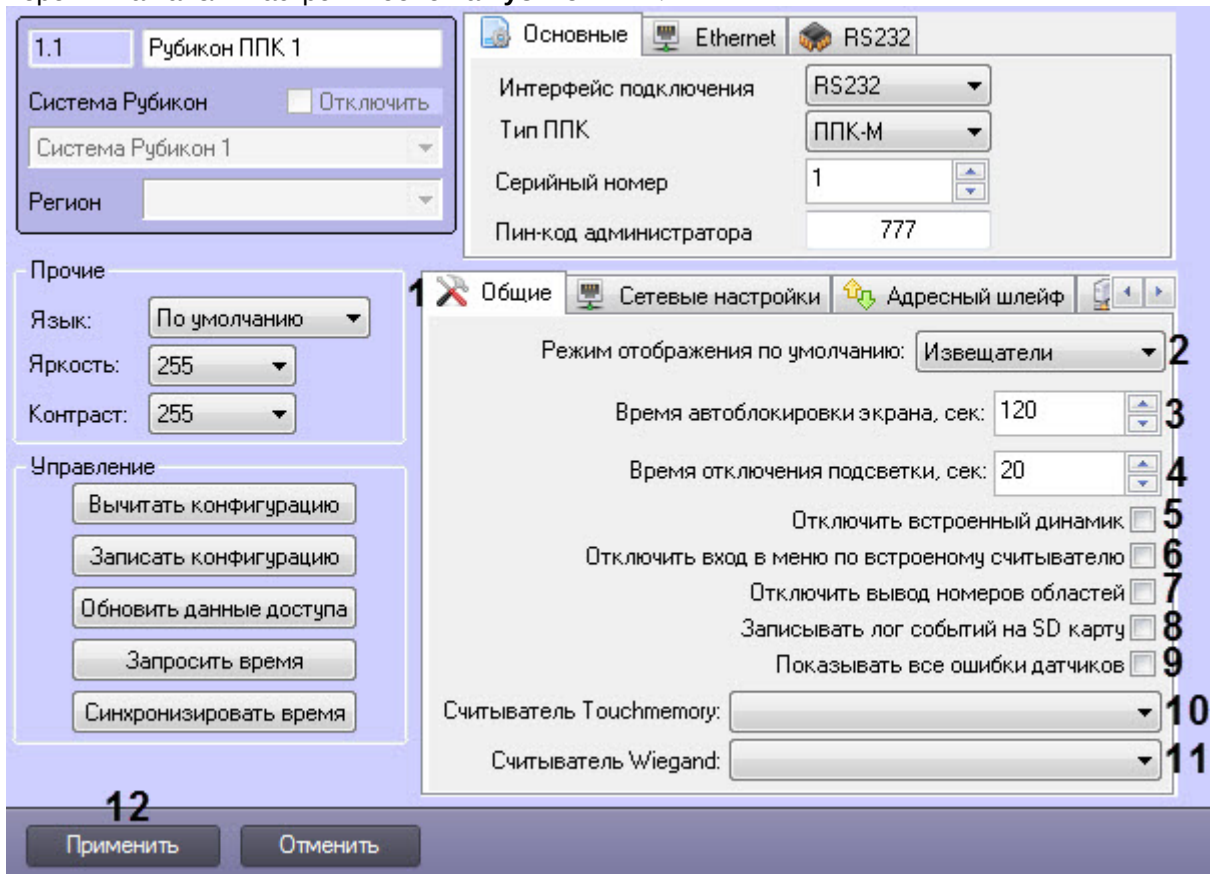 1.1 Рубикон ППК 1
Система Рубикон Отключить
Система Рубикон 1
Регион
Основные Ethernet RS232
Интерфейс подключения RS232
Тип ППК ППК-М
Серийный номер 1
Пин-код администратора 777
Прочие
Язык: По умолчанию
Яркость: 255
Контраст: 255
Управление
Вычитать конфигурацию
Записать конфигурацию
Обновить данные доступа
Запросить время
Синхронизировать время
1 Общие Сетевые настройки Адресный шлейф
Режим отображения по умолчанию: Извещатели 2
Время автоблокировки экрана, сек: 120 3
Время отключения подсветки, сек: 20 4
Отключить встроенный динамик 5
Отключить вход в меню по встроеному считывателю 6
Отключить вывод номеров областей 7
Записывать лог событий на SD карту 8
Показывать все ошибки датчиков 9
Считыватель Touchmemory: 10
Считыватель Wiegand: 11
12
Применить Отменить